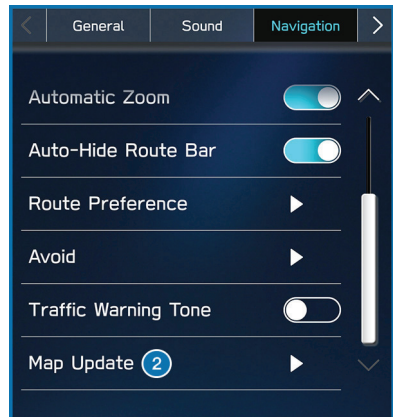 General Sound Navigation
Automatic Zoom
Auto-Hide Route Bar
Route Preference
Avoid
Traffic Warning Tone
Map Update 2